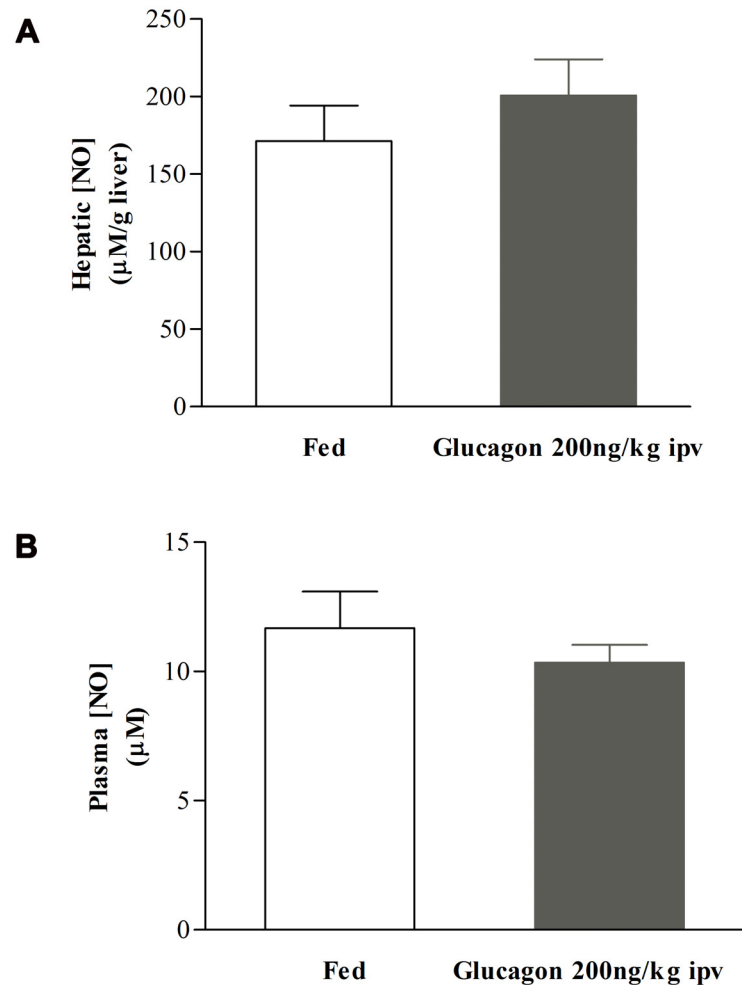 A
250
200
150
100
50
0
Hepatic [NO]
(μM/g liver)
Fed
Glucagon 200ng/kg ipv
B
15
10
5
0
Plasma [NO]
(μM)
Fed
Glucagon 200ng/kg ipv